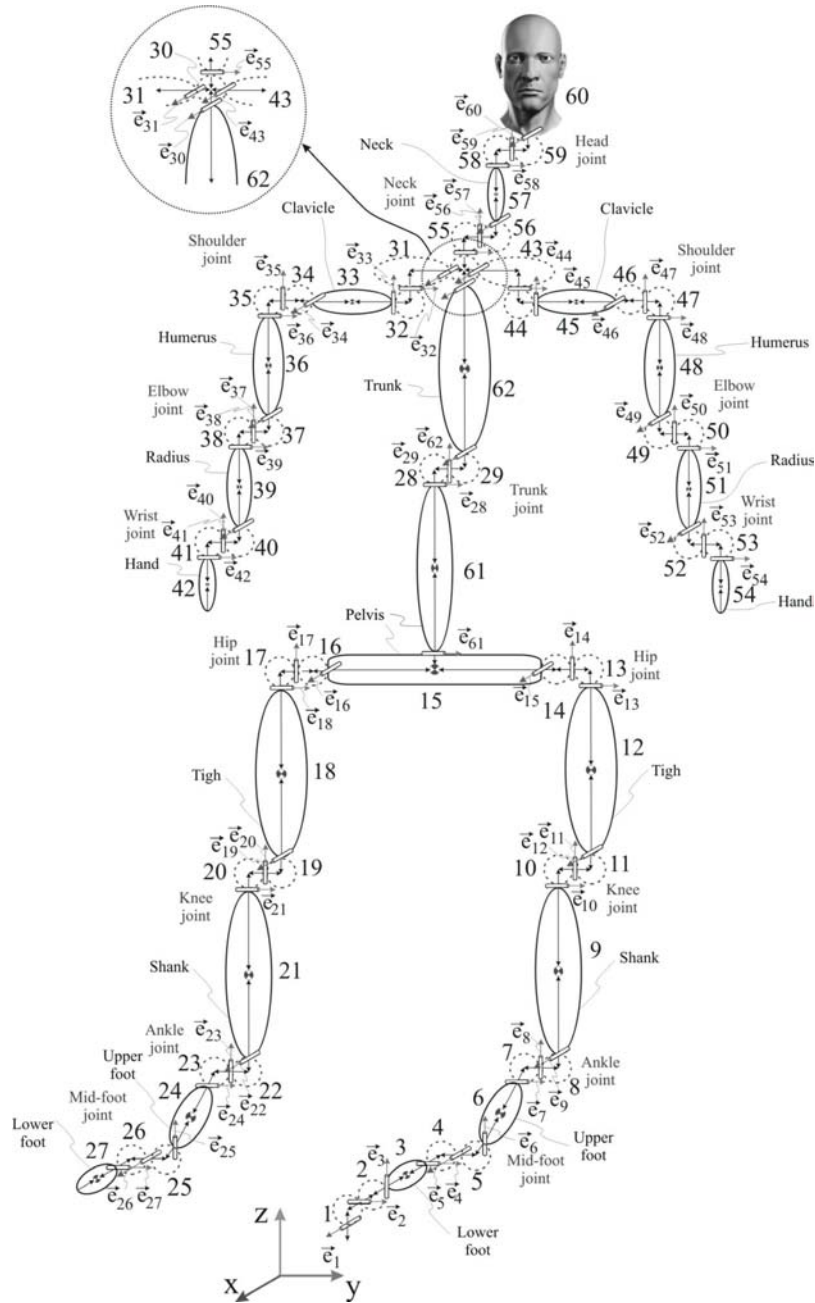 30
55
e55
31
43
e31
e43
e30
62
e60
60
e59
59
Head
joint
Neck
58
e58
e57
57
Neck
joint
e56
56
55
Clavicle
Clavicle
Shoulder
joint
e33
31
43
e44
Shoulder
joint
e35
34
33
e45
46
e47
35
32
44
45
e46
47
e36
e34
e32
e48
Humerus
36
62
48
Humerus
Trunk
Elbow
joint
e37
e38
Elbow
joint
e50
e49
38
37
e62
e29
49
50
e39
28
29
e51
Radius
39
e28
Trunk
joint
51
Radius
e40
Wrist
joint
e41
e53
Wrist
joint
e52
41
40
52
53
Hand
e42
e54
42
61
54
Hand
Pelvis
e17
e61
e14
Hip
joint
17
16
13
Hip
joint
e16
e18
15
e15
14
e13
18
12
Tigh
Tigh
e20
e19
e11
e12
20
19
10
11
Knee
joint
e21
e10
Knee
joint
9
Shank
21
Shank
Ankle
joint
e23
e8
Upper
foot
23
7
Ankle
joint
24
22
8
Mid-foot
joint
e24
e22
6
e7
e9
Lower
foot
e25
Upper
foot
26
e3
4
e6
27
3
Mid-foot
joint
25
2
5
e26
e27
e5
e4
1
e2
Lower
foot
e1
z
x
y